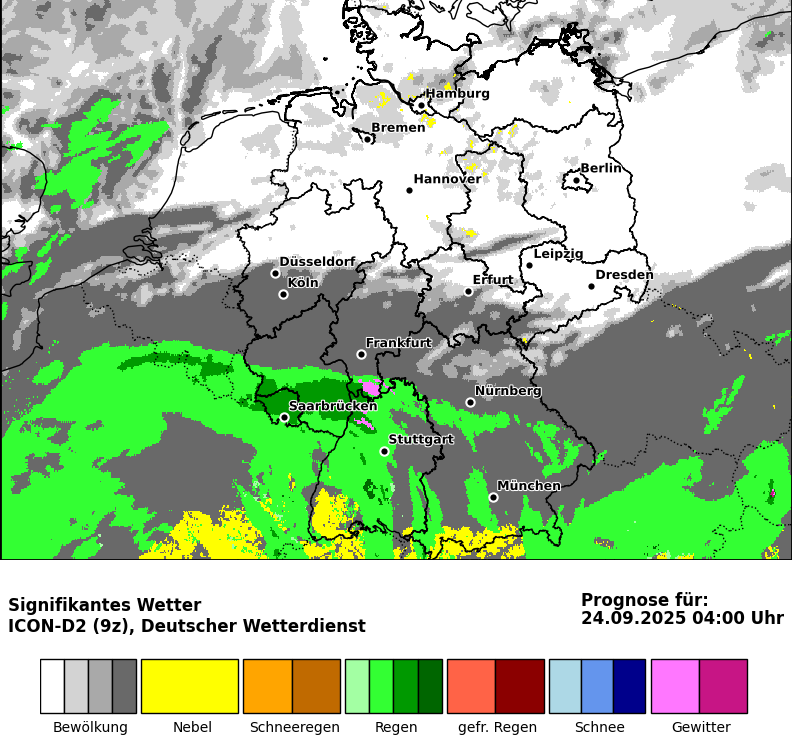 Hamburg
Bremen
Berlin
Hannover
Leipzig
Düsseldorf
Dresden
Köln
Erfurt
Frankfurt
Nürnberg
Saarbrücken
Stuttgart
München
Signifikantes Wetter
ICON-D2 (9z), Deutscher Wetterdienst
Prognose für:
24.09.2025 04:00 Uhr
Bewölkung
Nebel
Schneeregen
Regen
gefr. Regen
Schnee
Gewitter